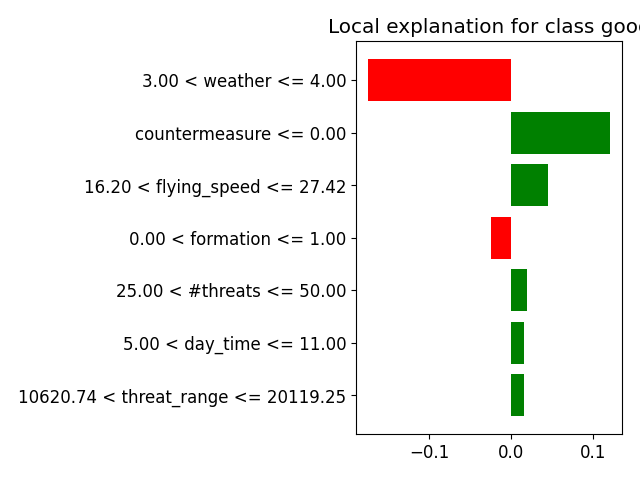 Local explanation for class good
3.00 < weather <= 4.00
countermeasure <= 0.00
16.20 < flying_speed <= 27.42
0.00 < formation <= 1.00
25.00 < #threats <= 50.00
5.00 < day_time <= 11.00
10620.74 < threat_range <= 20119.25
−0.1 0.0 0.1